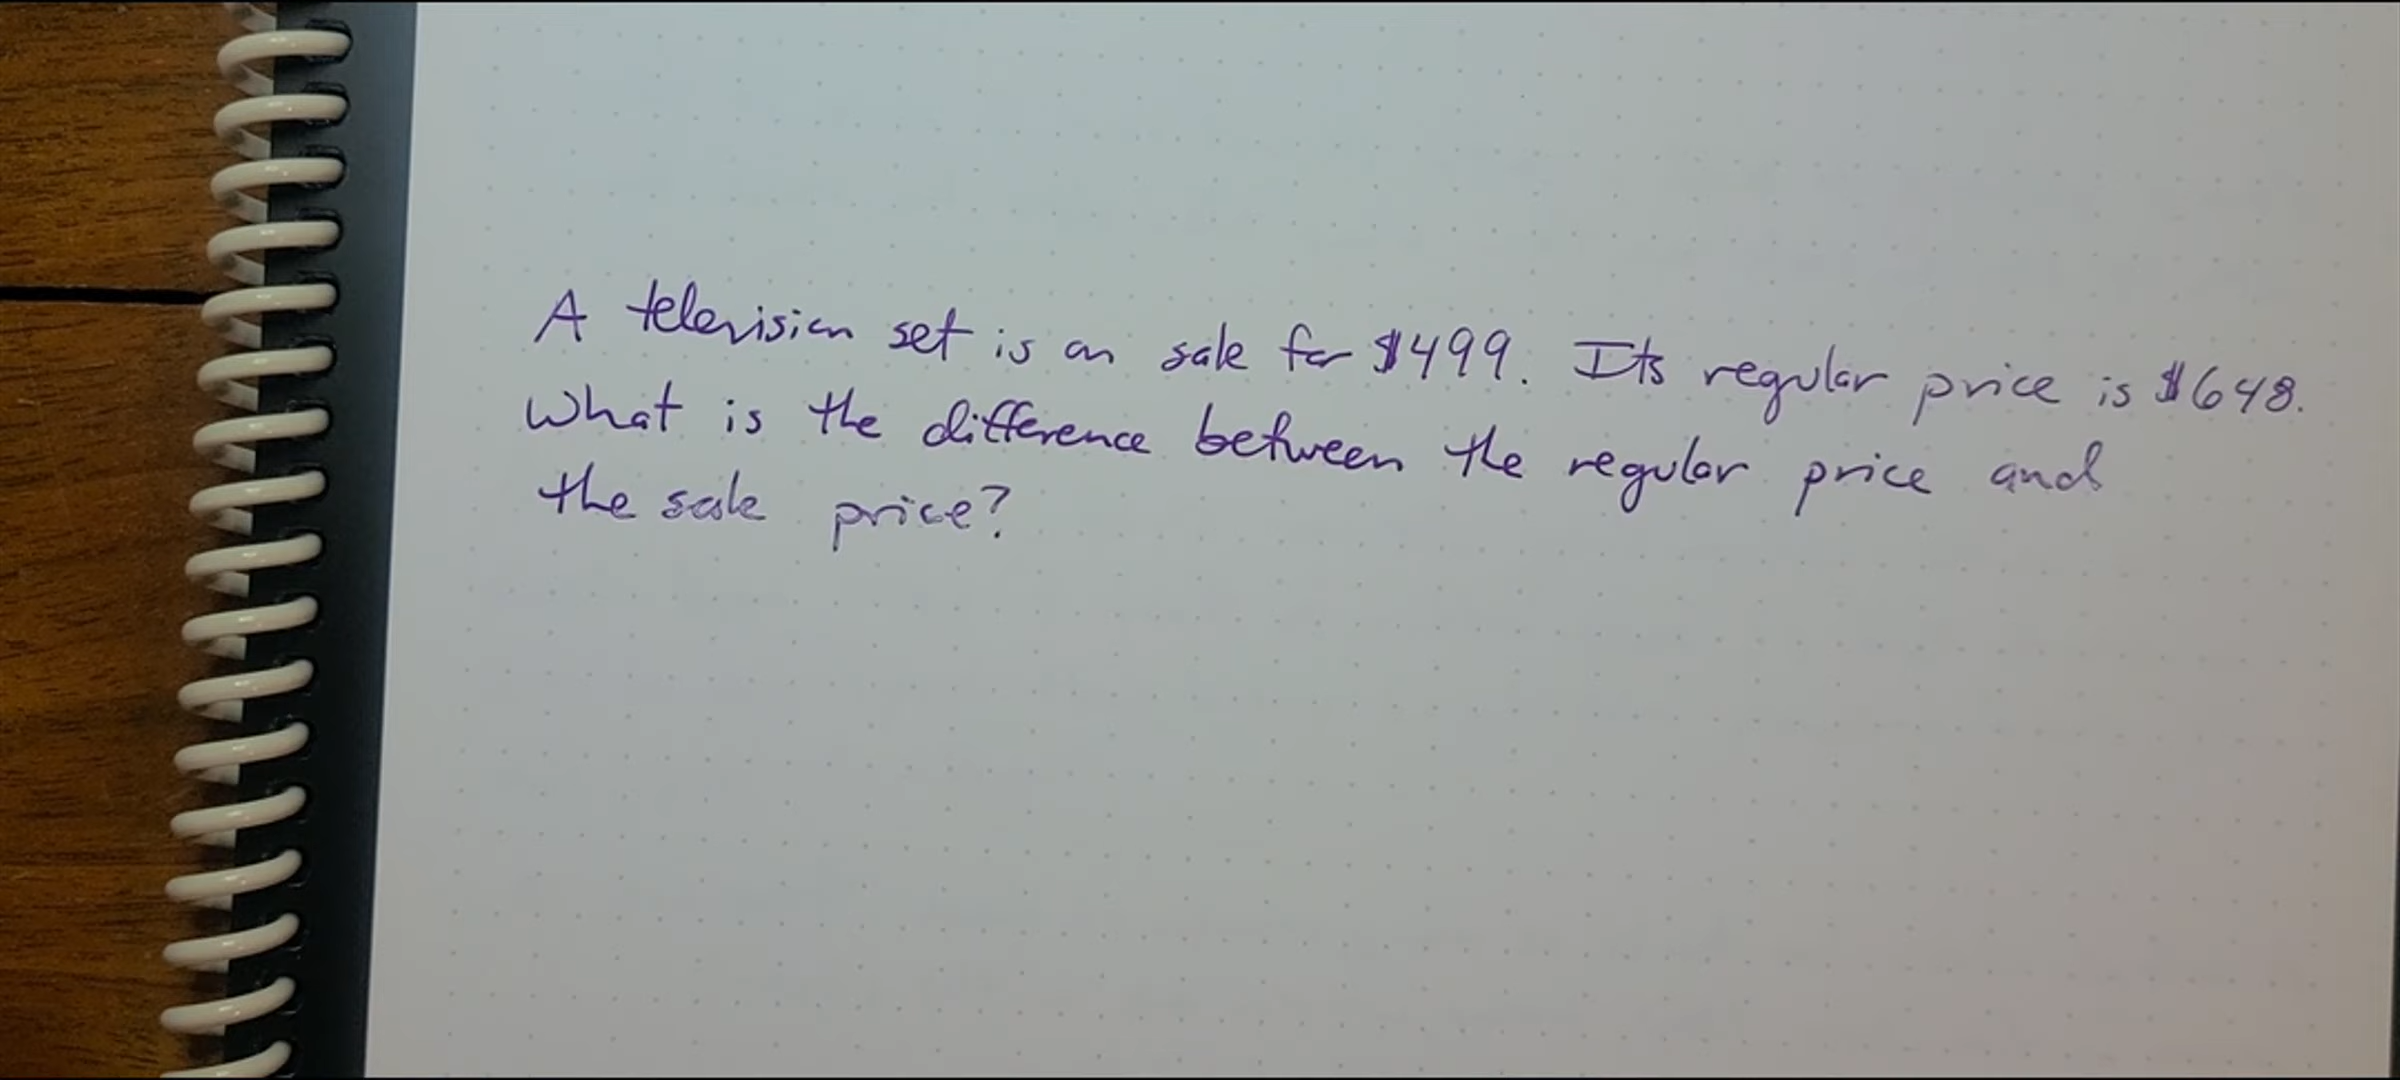 A television set is on sale for $499. Its regular price is $648.
What is the difference between the regular price and
the sale price?